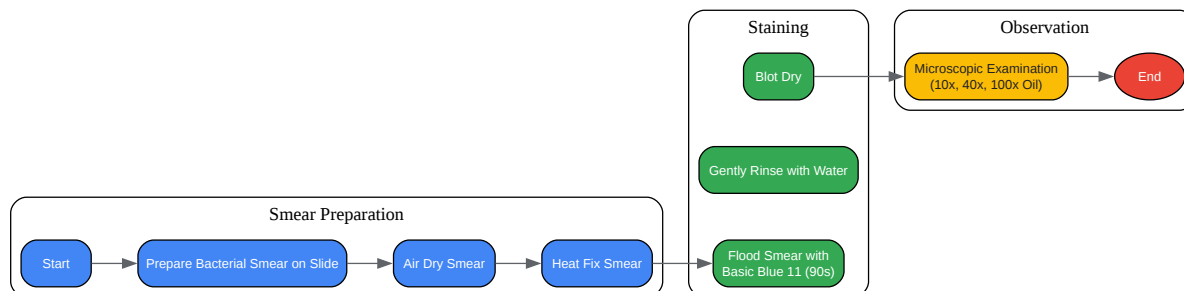 Smear Preparation
Start
Prepare Bacterial Smear on Slide
Air Dry Smear
Heat Fix Smear
Staining
Flood Smear with
Basic Blue 11 (90s)
Gently Rinse with Water
Blot Dry
Observation
Microscopic Examination
(10x, 40x, 100x Oil)
End